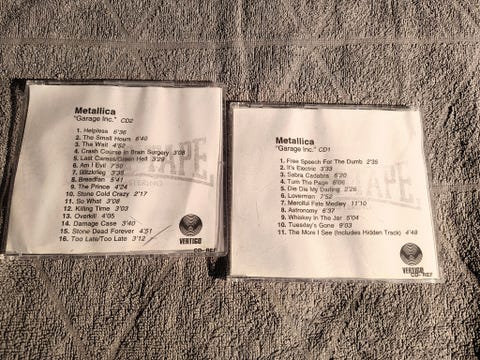 Metallica
"Garage Inc." CD2
1. Helpless 6'36
2. The Small Hours 6'40
3. The Wait 4'52
4. Crash Course in Brain Surgery 3'08
5. Last Caress/Green Hell 3'29
6. Am I Evil 7'50
7. Blitzkrieg 3'35
8. Breadfan 5'41
9. The Prince 4'24
10. Stone Cold Crazy 2'17
11. So What 3'08
12. Killing Time 3'03
13. Overkill 4'05
14. Damage Case 3'40
15. Stone Dead Forever 4'51
16. Too Late/Too Late 3'12
TAPE
VERTIGO
CD- REF
Metallica
"Garage Inc." CD1
1. Free Speech For The Dumb 2'35
2. It's Electric 3'33
3. Sabra Cadabra 6'20
4. Turn The Page 6'06
5. Die Die My Darling 2'26
6. Loverman 7'52
7. Merciful Fate Medley 11'10
8. Astronomy 6'37
9. Whiskey In The Jar 5'04
10. Tuesday's Gone 9'03
11. The More I See (Includes Hidden Track) 4'48
VERTIGO
CD- REF